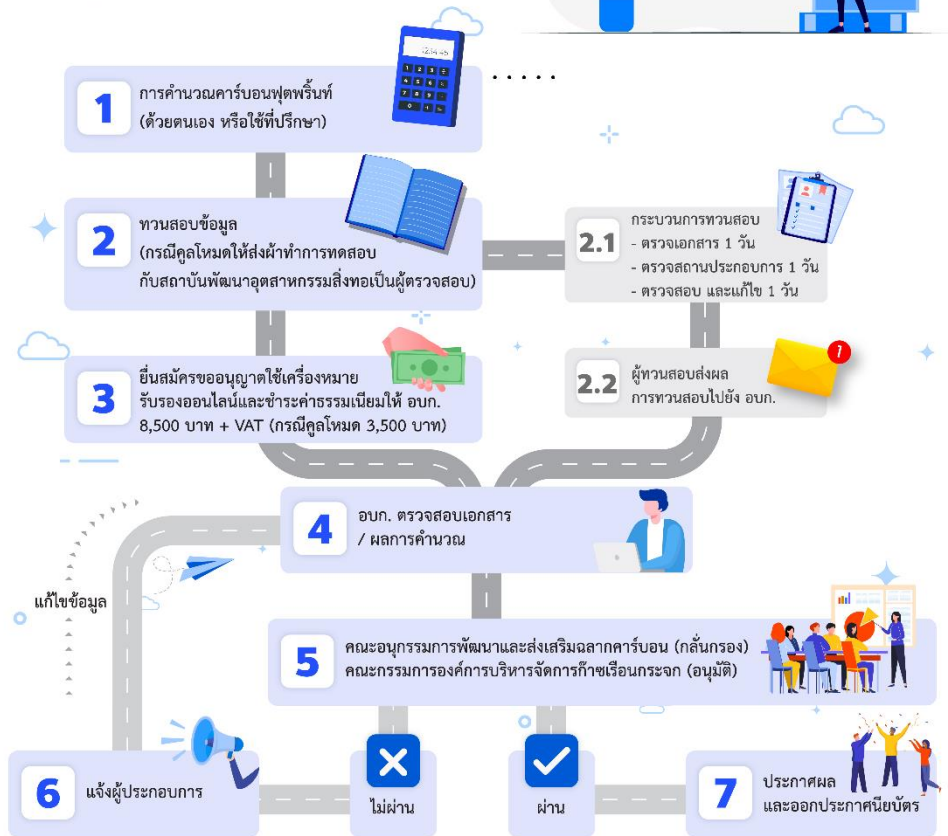 1234.45
1
การคำนวณคาร์บอนฟุตพริ้นท์
(ด้วยตนเอง หรือใช้ที่ปรึกษา)
2
ทวนสอบข้อมูล
(กรณีคูลโหมดให้ส่งผ้าทำการทดสอบ
กับสถาบันพัฒนาอุตสาหกรรมสิ่งทอเป็นผู้ตรวจสอบ)
2.1
กระบวนการทวนสอบ
- ตรวจเอกสาร 1 วัน
- ตรวจสถานประกอบการ 1 วัน
- ตรวจสอบ และแก้ไข 1 วัน
3
ยื่นสมัครขออนุญาตใช้เครื่องหมาย
รับรองออนไลน์และชำระค่าธรรมเนียมให้ อบก.
8,500 บาท + VAT (กรณีคูลโหมด 3,500 บาท)
2.2
ผู้ทวนสอบส่งผล
การทวนสอบไปยัง อบก.
1
4
อบก. ตรวจสอบเอกสาร
/ ผลการคำนวณ
แก้ไขข้อมูล
5
คณะอนุกรรมการพัฒนาและส่งเสริมฉลากคาร์บอน (กลั่นกรอง)
คณะกรรมการองค์การบริหารจัดการก๊าซเรือนกระจก (อนุมัติ)
6
แจ้งผู้ประกอบการ
ไม่ผ่าน
ผ่าน
7
ประกาศผล
และออกประกาศนียบัตร